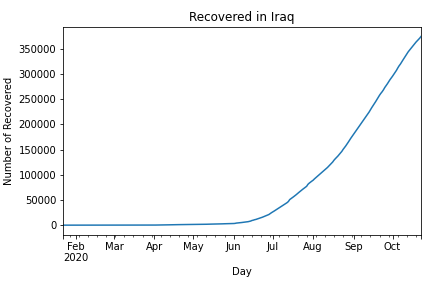 Recovered in Iraq
Number of Recovered
350000
300000
250000
200000
150000
100000
50000
0
Feb Mar Apr May Jun Jul Aug Sep Oct
2020
Day